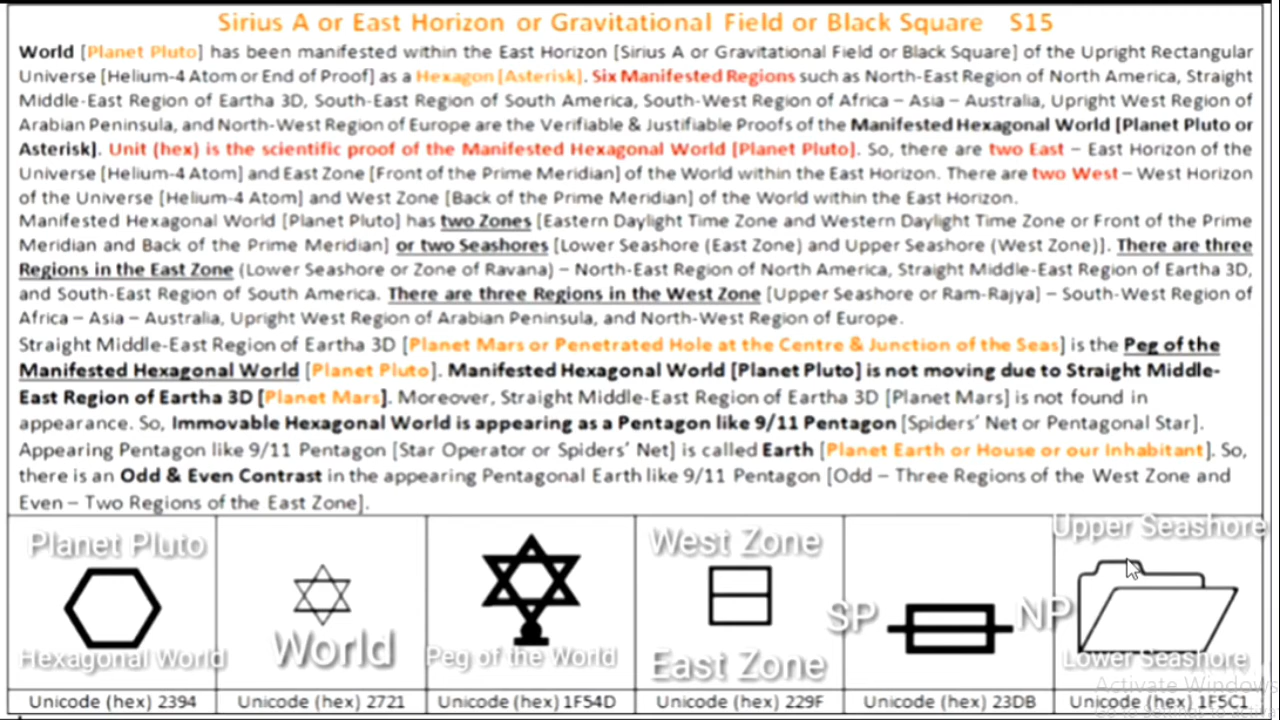 Sirius A or East Horizon or Gravitational Field or Black Square S15
World [Planet Pluto] has been manifested within the East Horizon [Sirius A or Gravitational Field or Black Square] of the Upright Rectangular
Universe [Helium-4 Atom or End of Proof] as a Hexagon [Asterisk]. Six Manifested Regions such as North-East Region of North America, Straight
Middle-East Region of Eartha 3D, South-East Region of South America, South-West Region of Africa – Asia – Australia, Upright West Region of
Arabian Peninsula, and North-West Region of Europe are the Verifiable & Justifiable Proofs of the Manifested Hexagonal World [Planet Pluto or
Asterisk]. Unit (hex) is the scientific proof of the Manifested Hexagonal World [Planet Pluto]. So, there are two East – East Horizon of the
Universe [Helium-4 Atom] and East Zone [Front of the Prime Meridian] of the World within the East Horizon. There are two West – West Horizon
of the Universe [Helium-4 Atom] and West Zone [Back of the Prime Meridian] of the World within the East Horizon.
Manifested Hexagonal World [Planet Pluto] has two Zones [Eastern Daylight Time Zone and Western Daylight Time Zone or Front of the Prime
Meridian and Back of the Prime Meridian] or two Seashores [Lower Seashore (East Zone) and Upper Seashore (West Zone)]. There are three
Regions in the East Zone (Lower Seashore or Zone of Ravana) – North-East Region of North America, Straight Middle-East Region of Eartha 3D,
and South-East Region of South America. There are three Regions in the West Zone [Upper Seashore or Ram-Rajya] – South-West Region of
Africa – Asia – Australia, Upright West Region of Arabian Peninsula, and North-West Region of Europe.
Straight Middle-East Region of Eartha 3D [Planet Mars or Penetrated Hole at the Centre & Junction of the Seas] is the Peg of the
Manifested Hexagonal World [Planet Pluto]. Manifested Hexagonal World [Planet Pluto] is not moving due to Straight Middle-
East Region of Eartha 3D [Planet Mars]. Moreover, Straight Middle-East Region of Eartha 3D [Planet Mars] is not found in
appearance. So, Immovable Hexagonal World is appearing as a Pentagon like 9/11 Pentagon [Spiders' Net or Pentagonal Star].
Appearing Pentagon like 9/11 Pentagon [Star Operator or Spiders' Net] is called Earth [Planet Earth or House or our Inhabitant]. So,
there is an Odd & Even Contrast in the appearing Pentagonal Earth like 9/11 Pentagon [Odd – Three Regions of the West Zone and
Even – Two Regions of the East Zone].
Planet Pluto
Hexagonal World
World
Peg of the World
West Zone
East Zone
SP
NP
Upper Seashore
Lower Seashore
Activate Windows
Unicode (hex) 2394
Unicode (hex) 2721
Unicode (hex) 1F54D
Unicode (hex) 229F
Unicode (hex) 23DB
Unicode (hex) 1F5C1